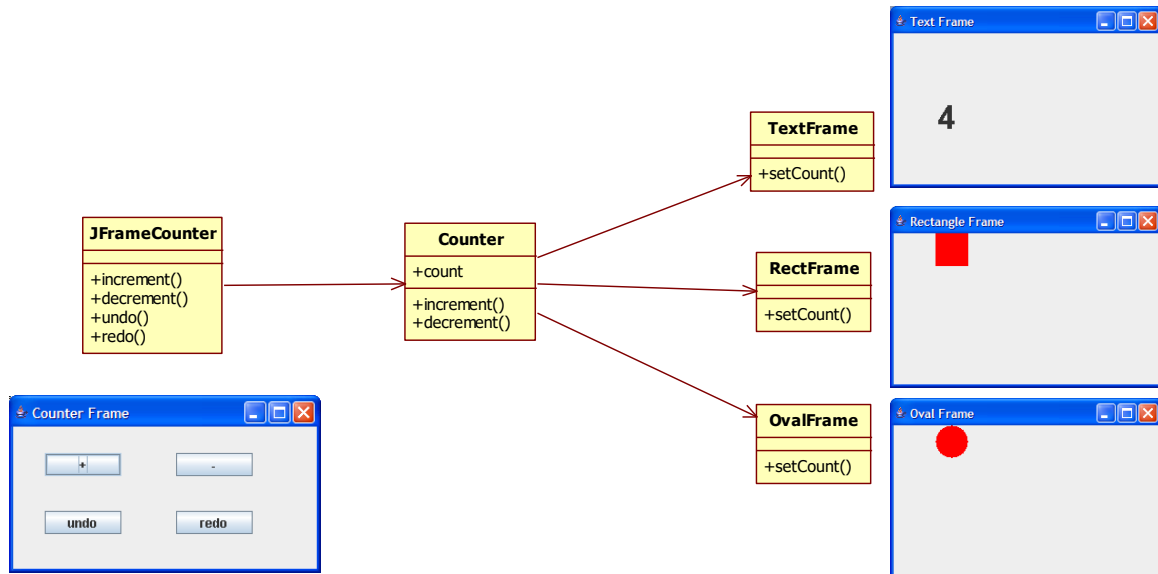 Text Frame
4
TextFrame
+setCount()
JFrameCounter
+increment()
+decrement()
+undo()
+redo()
Counter
+count
+increment()
+decrement()
Rectangle Frame
RectFrame
+setCount()
Counter Frame
+
-
undo
redo
OvalFrame
+setCount()
Oval Frame